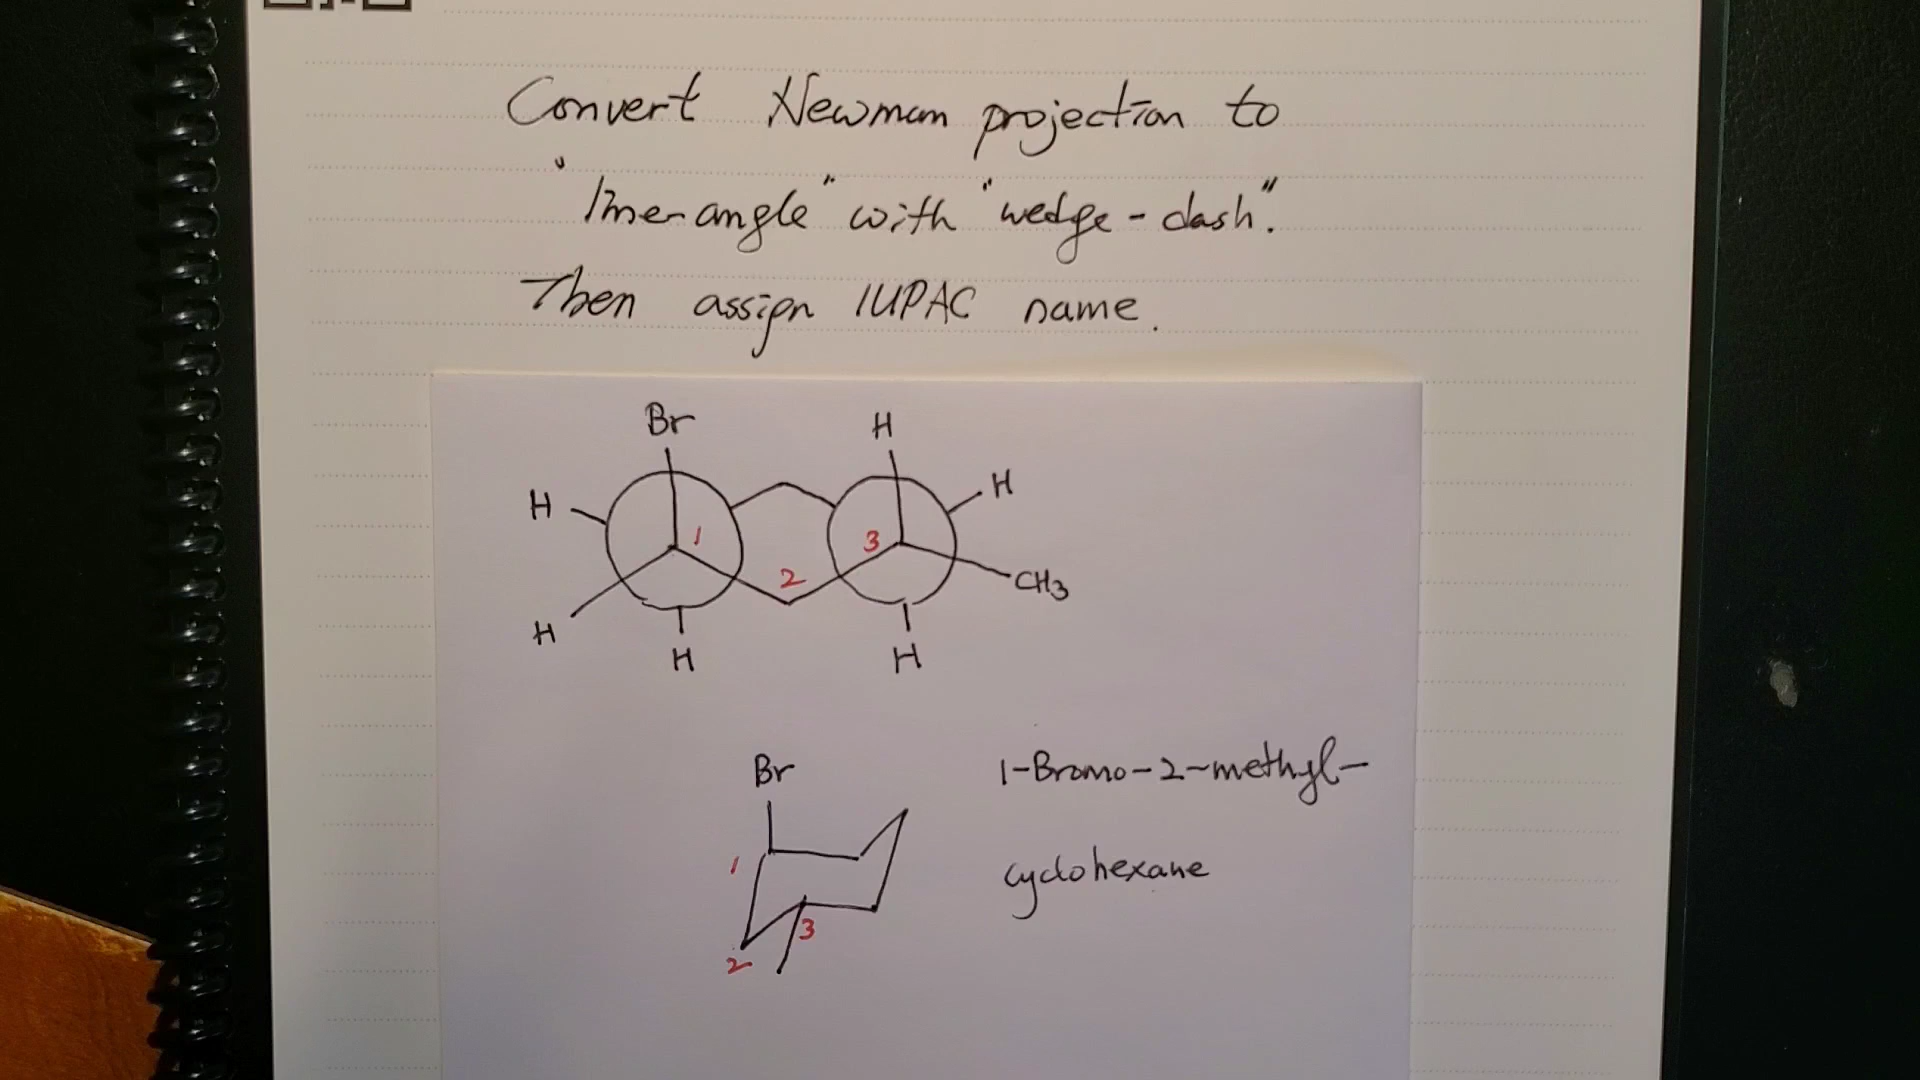 Convert Newman projection to
"line-angle" with "wedge-dash".
Then assign IUPAC name.
Br H
H H
1 3
2 CH3
H
H H
Br 1-Bromo-2-methyl-
1 cyclohexane
3
2